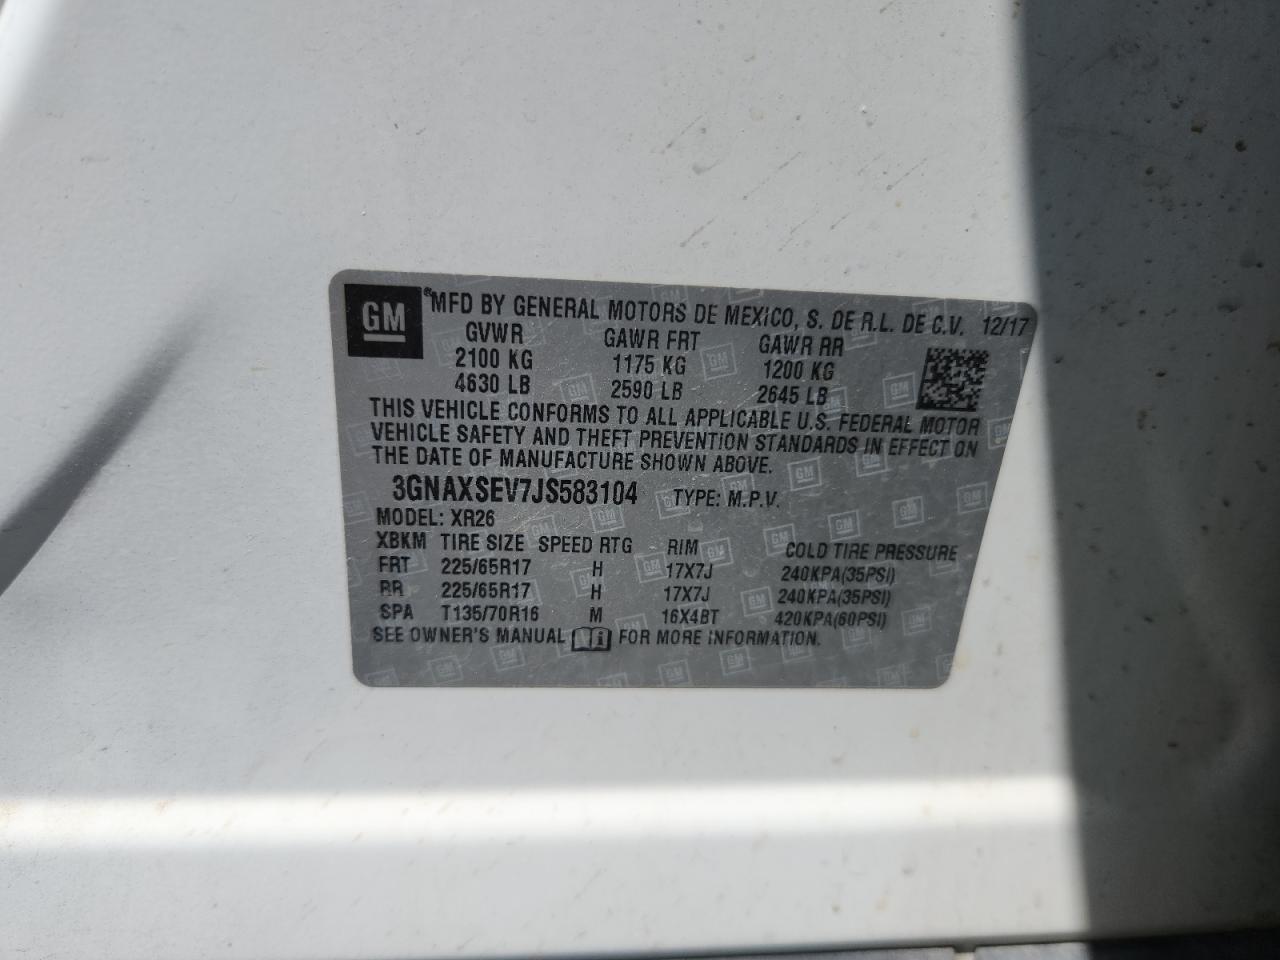 GM
®MFD BY GENERAL MOTORS DE MEXICO, S. DE R.L. DE C.V. 12/17
GVWR GAWR FRT GAWR RR
2100 KG 1175 KG 1200 KG
4630 LB 2590 LB 2645 LB
THIS VEHICLE CONFORMS TO ALL APPLICABLE U.S. FEDERAL MOTOR
VEHICLE SAFETY AND THEFT PREVENTION STANDARDS IN EFFECT ON
THE DATE OF MANUFACTURE SHOWN ABOVE.
3GNAXSEV7JS583104 TYPE: M.P.V.
MODEL: XR26
XBKM TIRE SIZE SPEED RTG RIM COLD TIRE PRESSURE
FRT 225/65R17 H 17X7J 240KPA(35PSI)
RR 225/65R17 H 17X7J 240KPA(35PSI)
SPA T135/70R16 M 16X4BT 420KPA(60PSI)
SEE OWNER'S MANUAL FOR MORE INFORMATION.